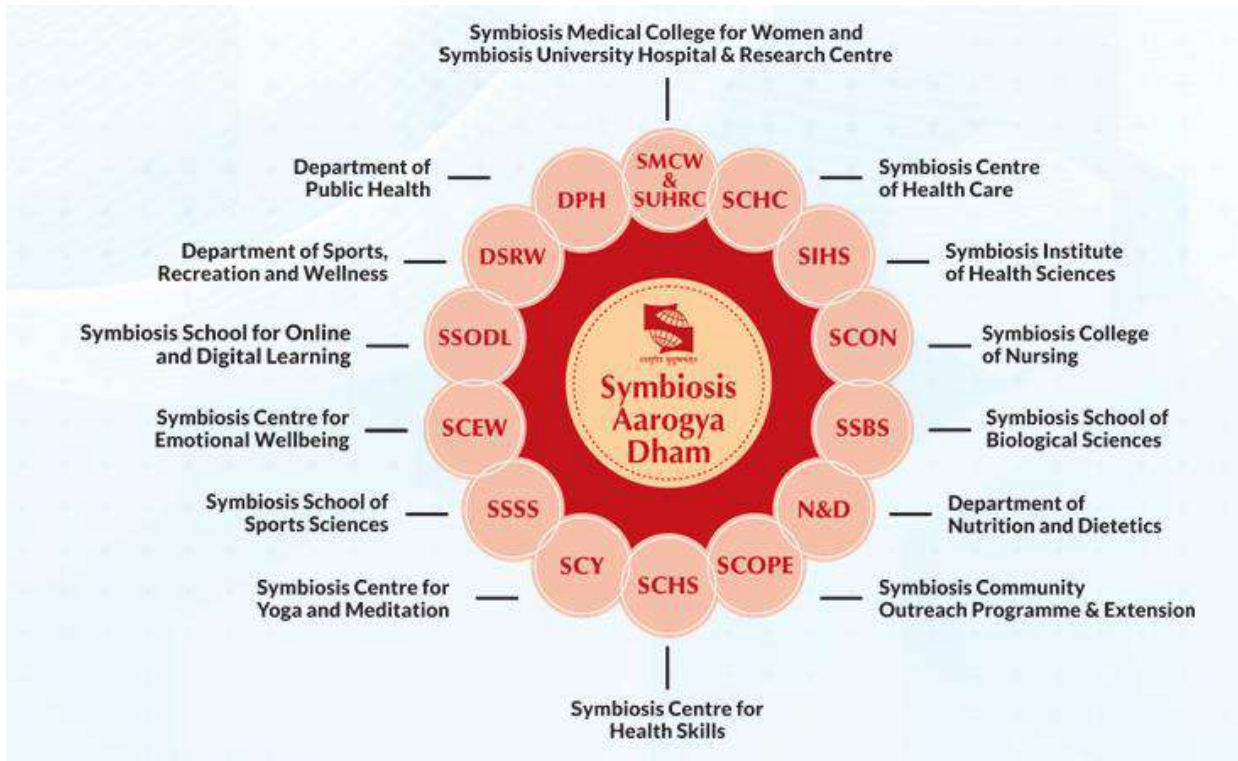 Symbiosis Medical College for Women and
Symbiosis University Hospital & Research Centre
SMCW
&
SUHRC
SCHC
Symbiosis Centre
of Health Care
SIHS
Symbiosis Institute
of Health Sciences
SCON
Symbiosis College
of Nursing
SSBS
Symbiosis School of
Biological Sciences
N&D
Department of
Nutrition and Dietetics
SCOPE
Symbiosis Community
Outreach Programme & Extension
SCHS
Symbiosis Centre for
Health Skills
SCY
Symbiosis Centre for
Yoga and Meditation
SSSS
Symbiosis School of
Sports Sciences
SCEW
Symbiosis Centre for
Emotional Wellbeing
SSODL
Symbiosis School for Online
and Digital Learning
DSRW
Department of Sports,
Recreation and Wellness
DPH
Department of
Public Health
Symbiosis
Aarogya
Dham